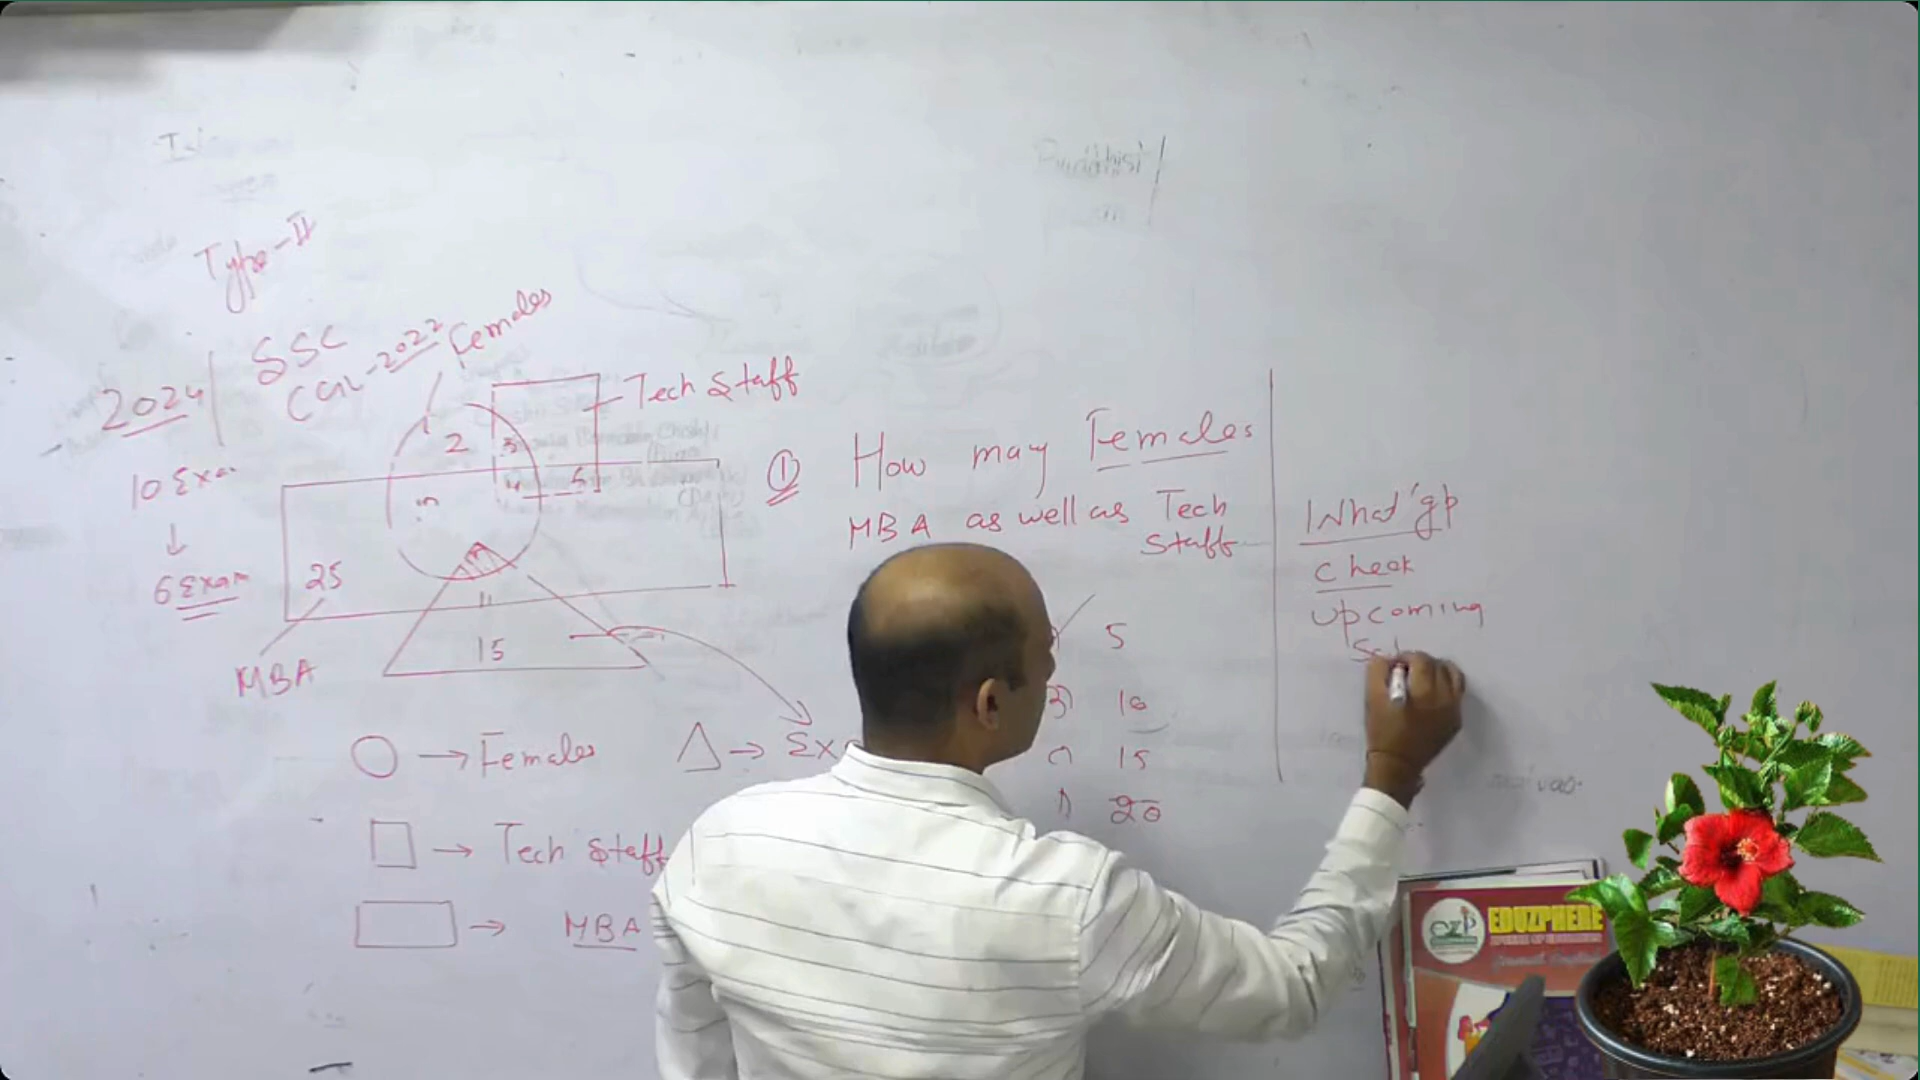 Type-II
SSC
CGL-2022
2024
10 Exam
↓
6 Exam
Females
Tech Staff
2
3
4
5
25
11
15
MBA
○ → Females
△ →
□ → Tech Staff
→ MBA
① How may Females
MBA as well as Tech
Staff
5
10
15
20
What'gp
Check
Upcoming
EDUZPHERE